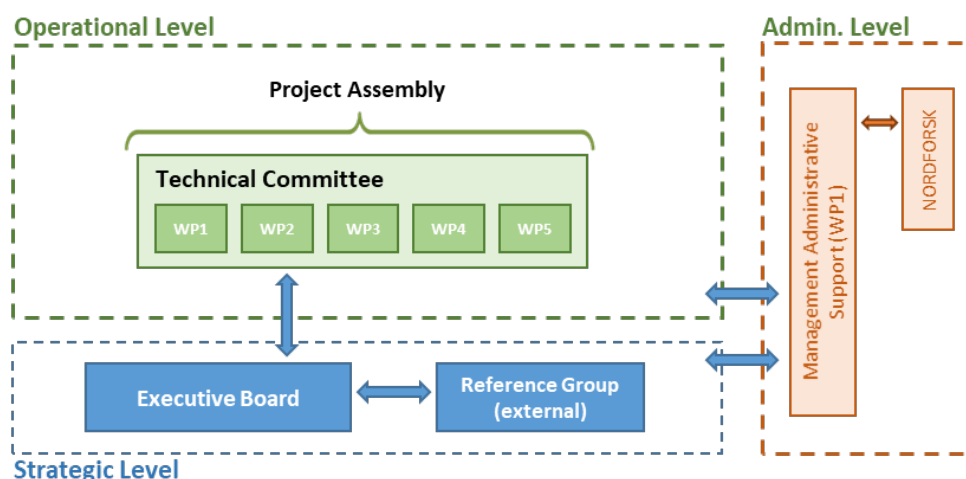 Operational Level
Admin. Level
Project Assembly
Technical Committee
WP1
WP2
WP3
WP4
WP5
Management Administrative
Support (WP1)
NORDFORSK
Executive Board
Reference Group
(external)
Strategic Level